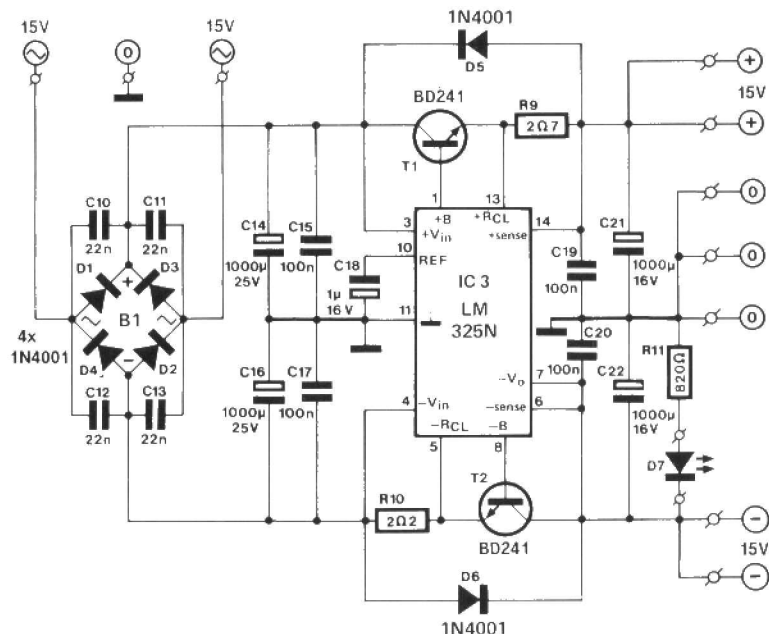 15V
0
15V
1N4001
D5
BD241
T1
R9
2Ω7
+
15V
+
0
0
0
C10
22n
C11
22n
D1
D3
+
~
B1
~
−
D4
D2
4x
1N4001
C12
22n
C13
22n
C14
1000µ
25V
C15
100n
C16
1000µ
25V
C17
100n
C18
1µ
16V
1
+B
13
+RCL
3
+Vin
14
+sense
10
REF
IC 3
LM
325N
11
4
−Vin
7
−Vo
6
−sense
−RCL
5
−B
8
C19
100n
C20
100n
C21
1000µ
16V
C22
1000µ
16V
R11
820Ω
D7
T2
BD241
R10
2Ω2
D6
1N4001
−
15V
−